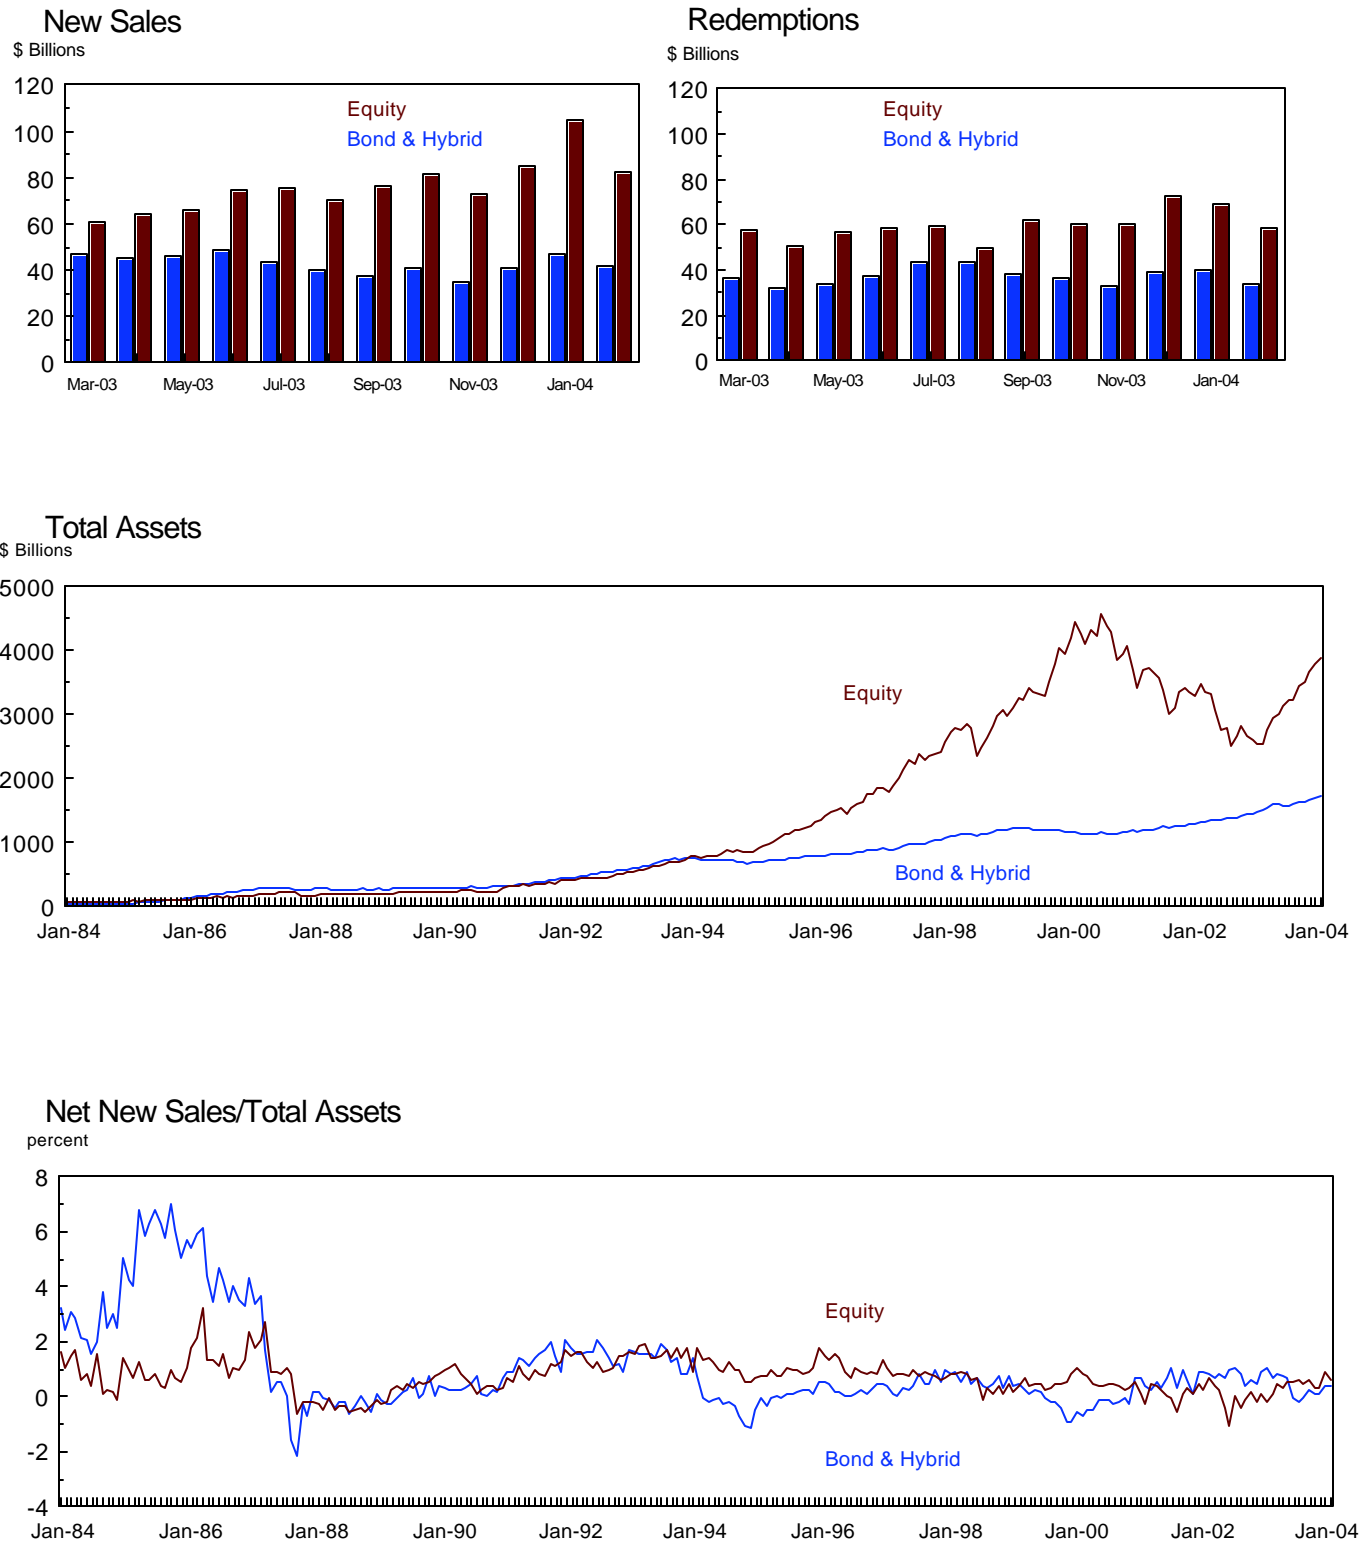 New Sales
$ Billions
120
100
80
60
40
20
0
Equity
Bond & Hybrid
Mar-03 May-03 Jul-03 Sep-03 Nov-03 Jan-04
Redemptions
$ Billions
120
100
80
60
40
20
0
Equity
Bond & Hybrid
Mar-03 May-03 Jul-03 Sep-03 Nov-03 Jan-04
Total Assets
$ Billions
5000
4000
3000
2000
1000
0
Equity
Bond & Hybrid
Jan-84 Jan-86 Jan-88 Jan-90 Jan-92 Jan-94 Jan-96 Jan-98 Jan-00 Jan-02 Jan-04
Net New Sales/Total Assets
percent
8
6
4
2
0
-2
-4
Equity
Bond & Hybrid
Jan-84 Jan-86 Jan-88 Jan-90 Jan-92 Jan-94 Jan-96 Jan-98 Jan-00 Jan-02 Jan-04